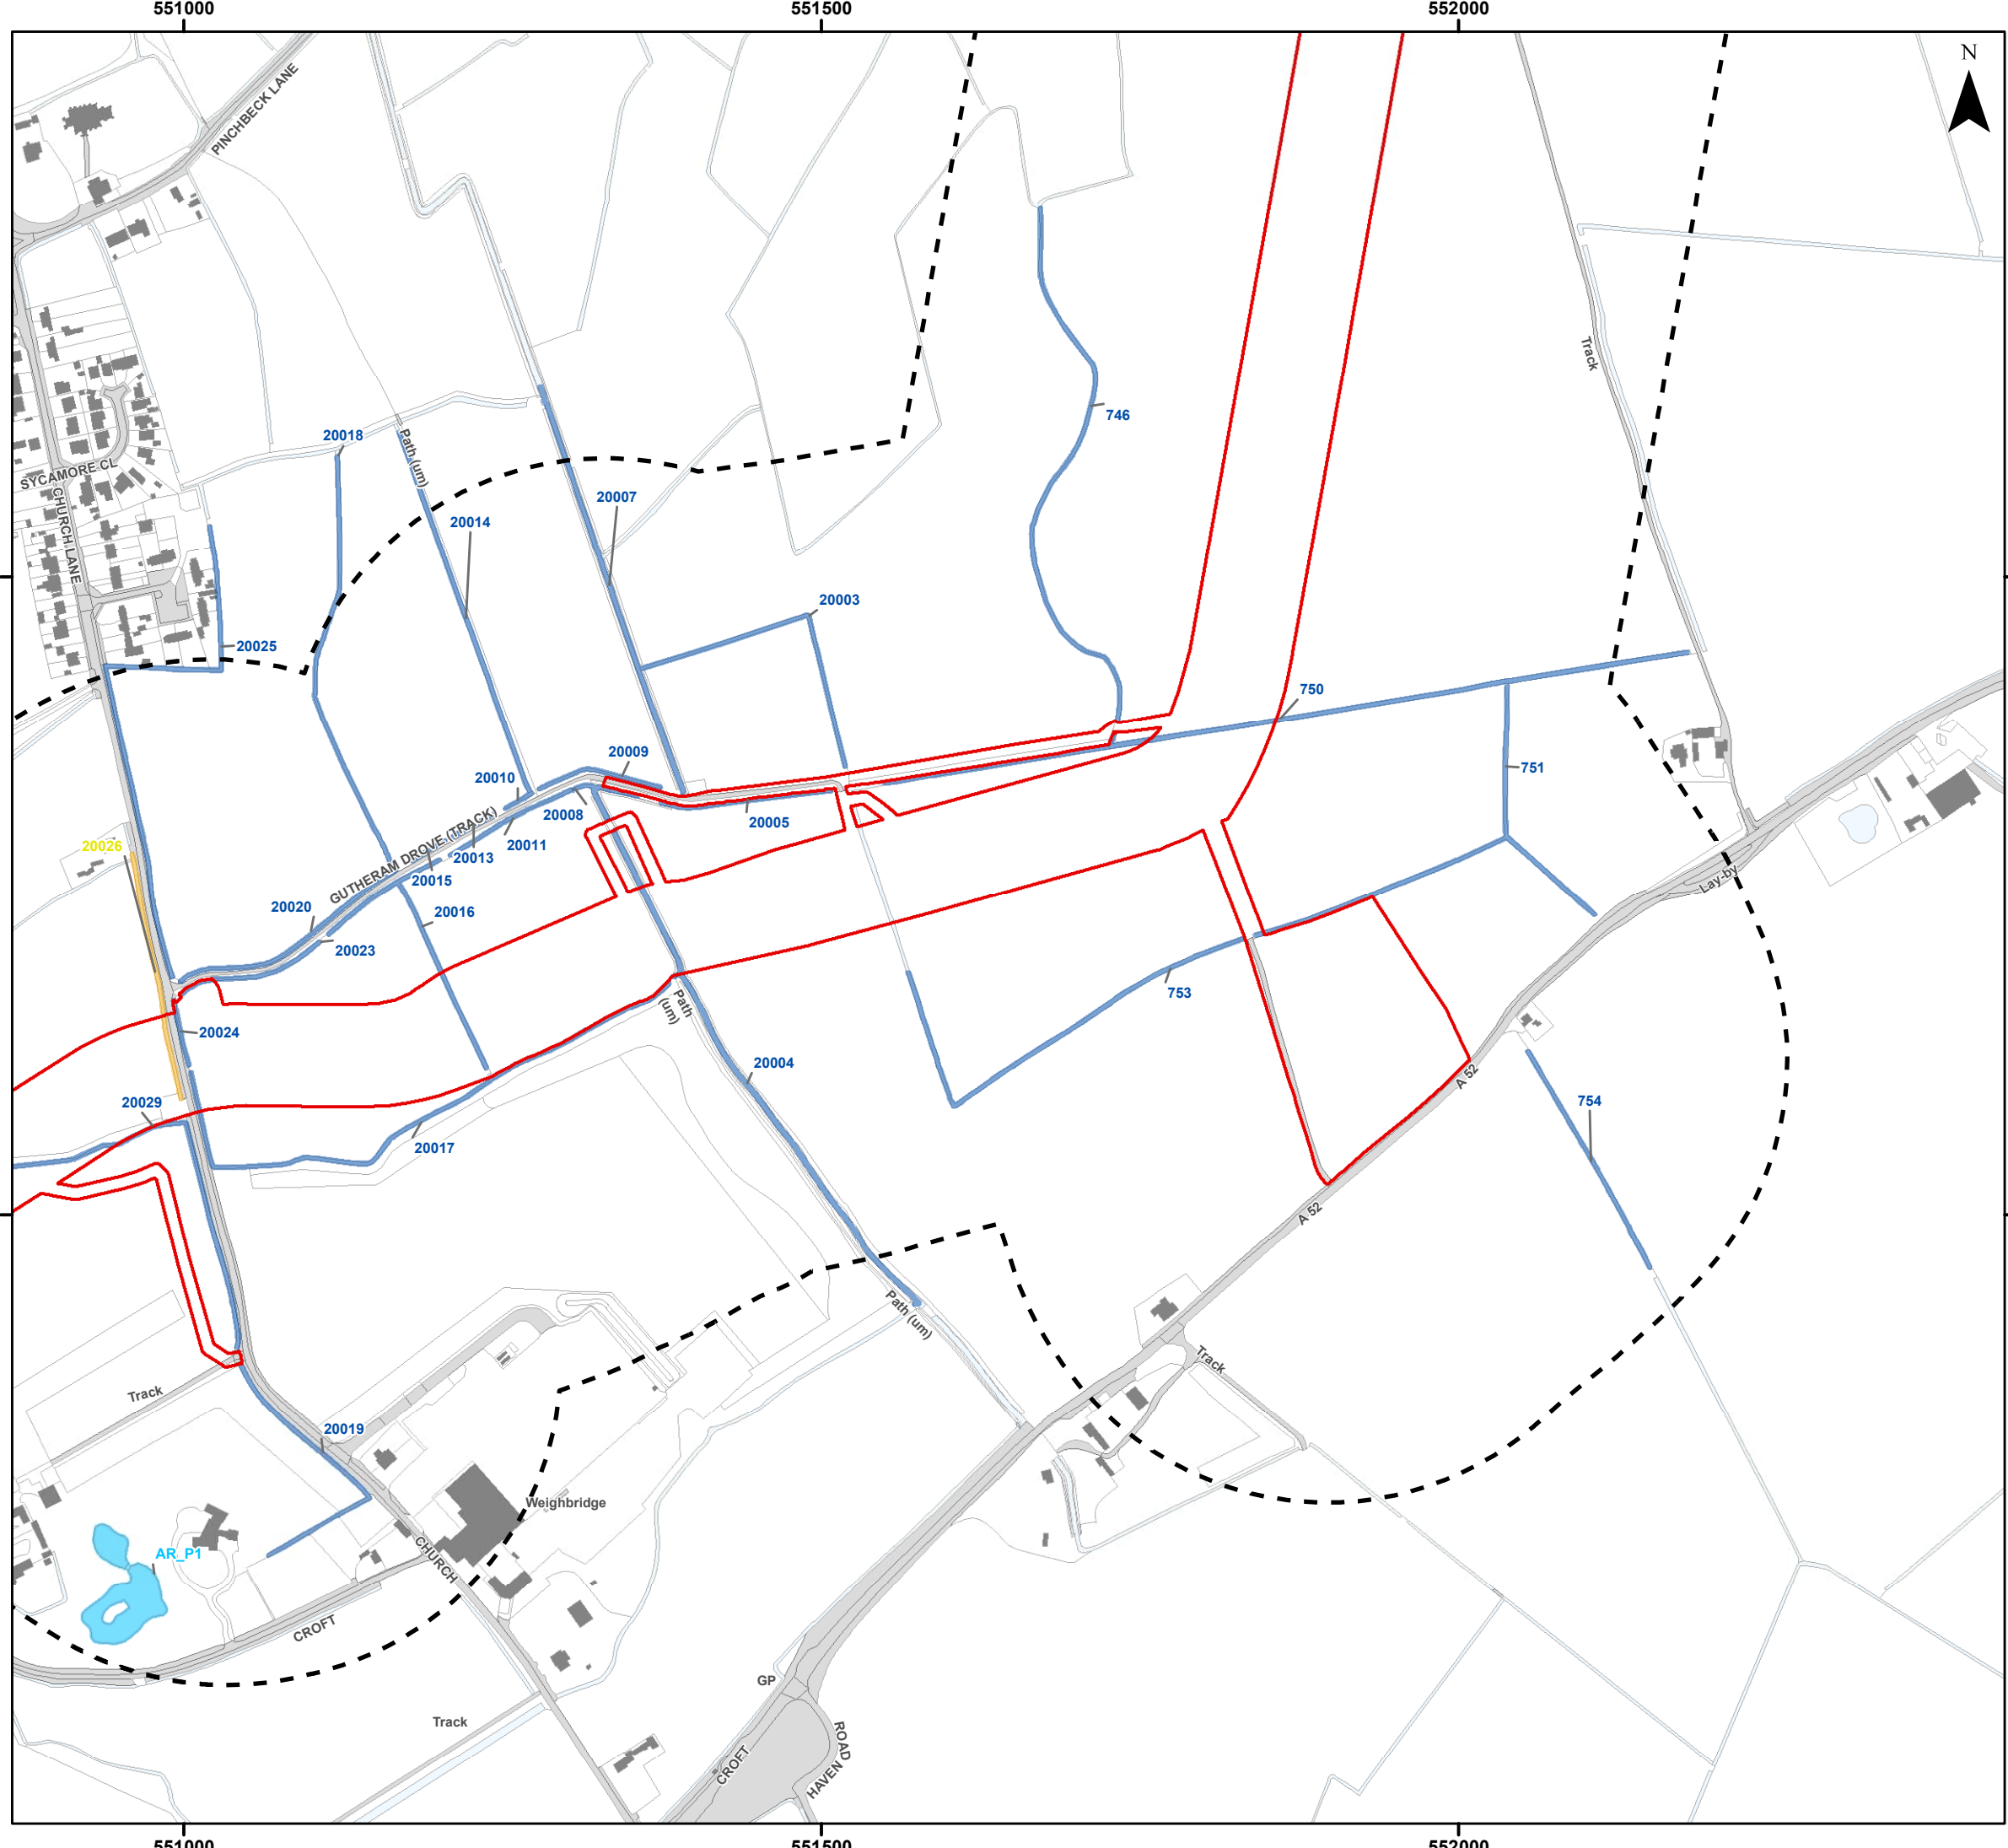 551000
551500
552000
N
PINCHBECK LANE
Track
746
20018
Path (um)
SYCAMORE CL
CHURCH LANE
20007
20014
20003
20025
750
20009
751
20010
20008
20005
20026
GUTHERAM DROVE (TRACK)
20011
20013
20015
Lay-by
20020
20016
20023
753
Path
(um)
20024
20004
A 52
20029
754
20017
A 52
Path (um)
Track
Track
20019
Weighbridge
AR_P1
CHURCH
CROFT
GP
Track
ROAD
CROFT
HAVEN
551000
551500
552000